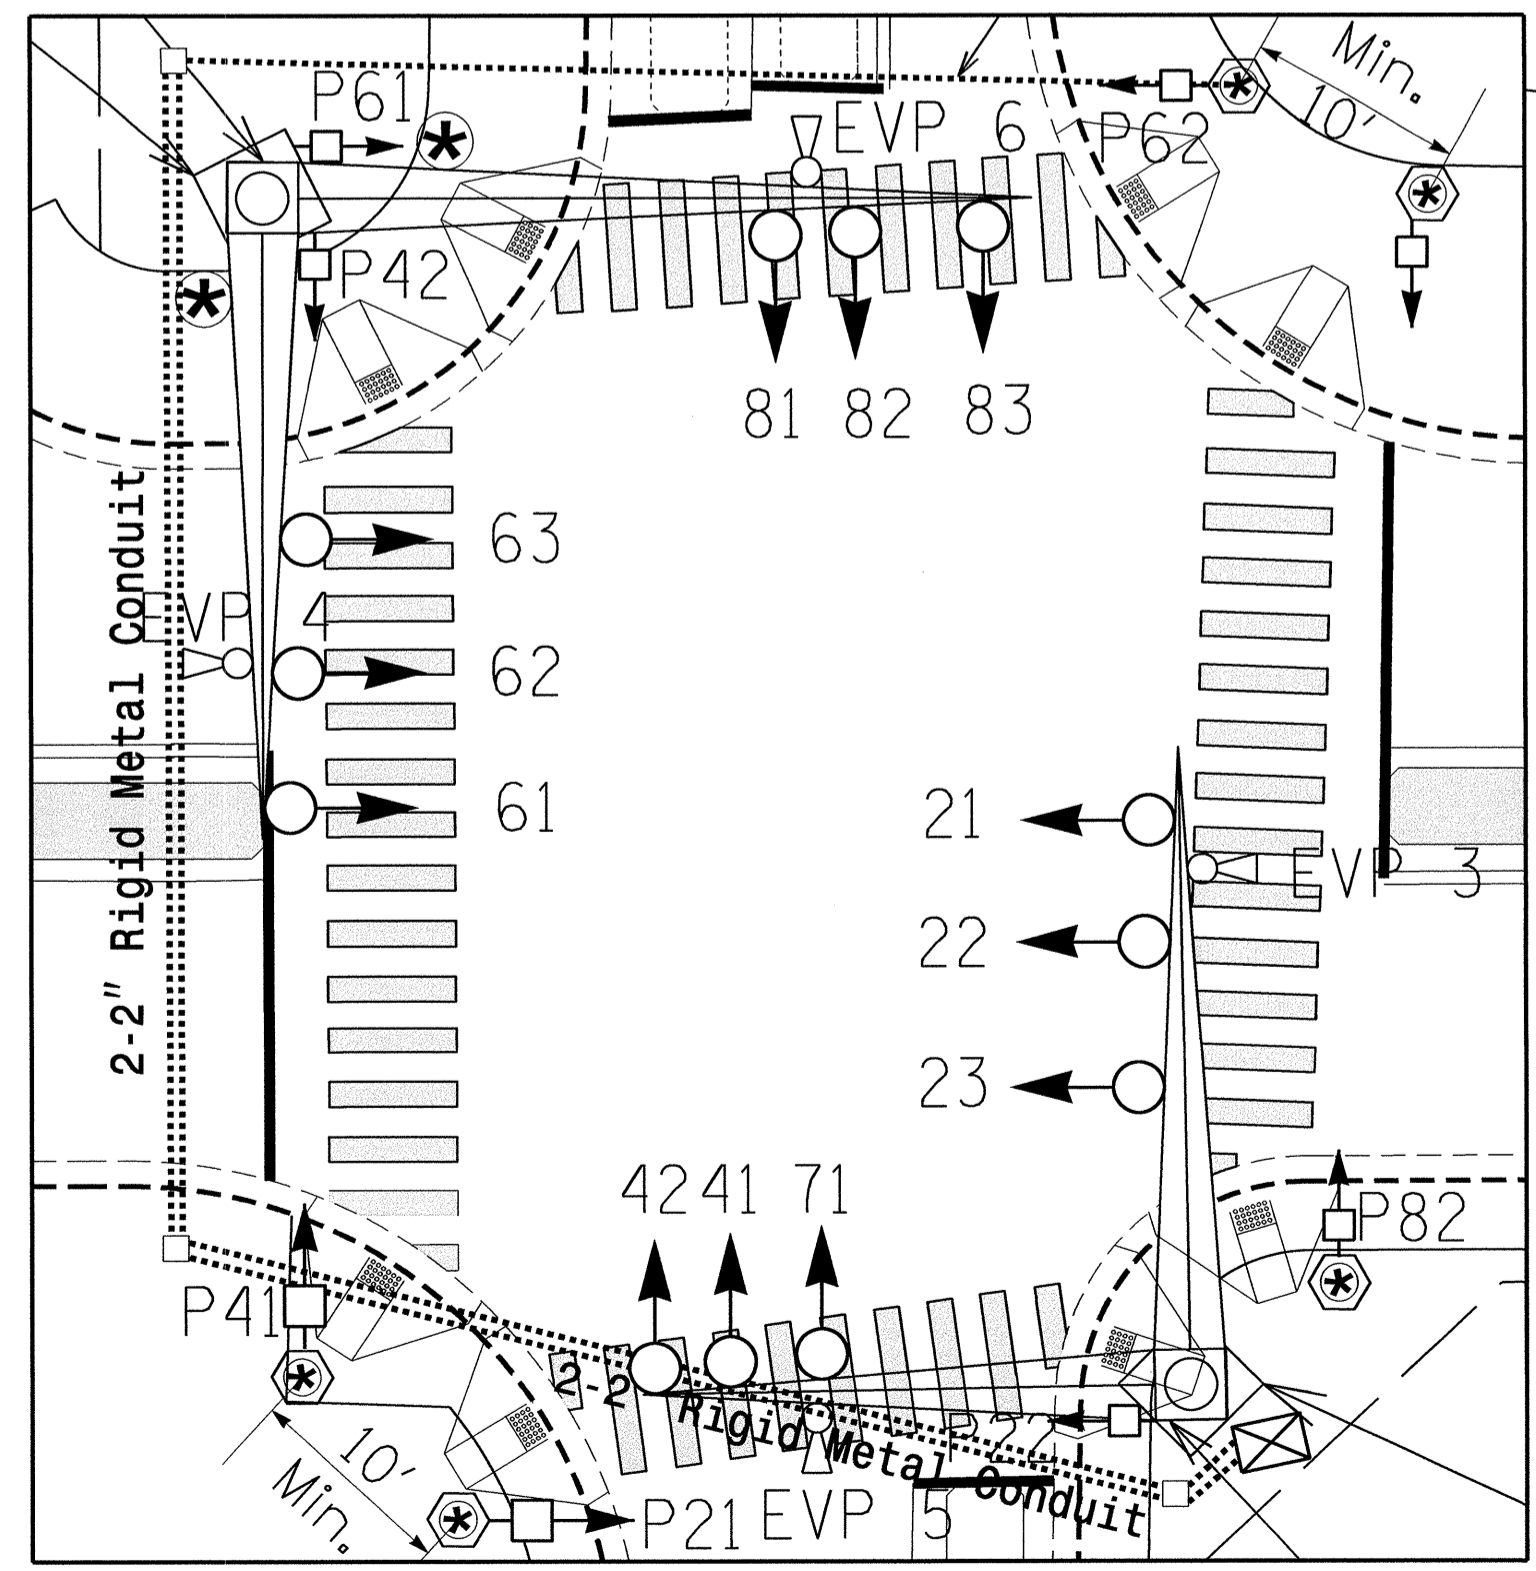 Min.
10'
P61
EVP 6
P62
P42
81 82 83
63
2-2" Rigid Metal Conduit
EVP 4
62
61
21
EVP 3
22
23
42 41 71
P82
P41
2-2
Rigid Metal Conduit
P22
10'
Min.
P21
EVP 5